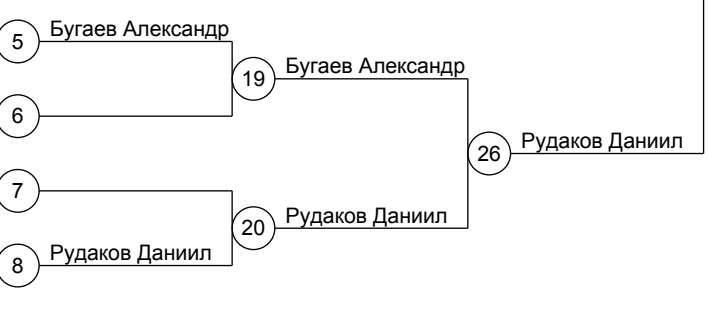 5 Бугаев Александр
19 Бугаев Александр
6
26 Рудаков Даниил
7
20 Рудаков Даниил
8 Рудаков Даниил